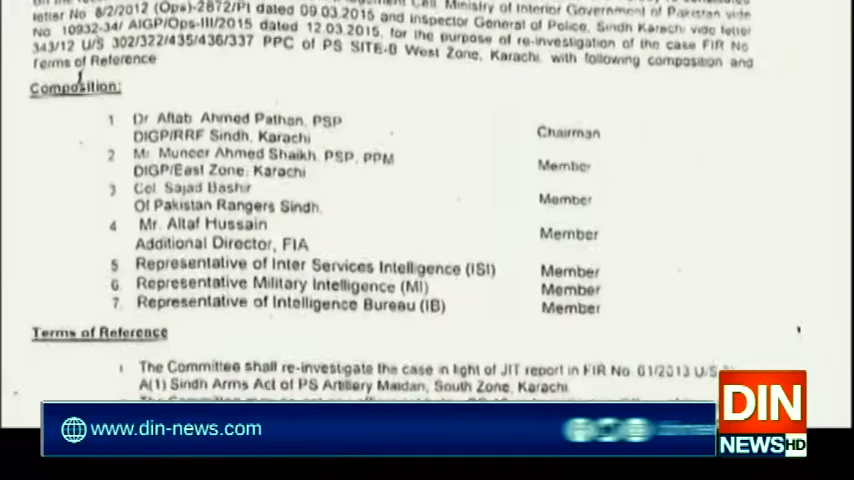 letter No 8/2/2012 (Ops)-2872/PI dated 09.03.2015 and Inspector General of Police, Sindh Karachi vide letter
No 10932-34/ AIGP/Ops-III/2015 dated 12.03.2015, for the purpose of re-investigation of the case FIR No
343/12 U/S 302/322/435/436/337 PPC of PS SITE-B West Zone, Karachi, with following composition and
Terms of Reference
Composition:
1 Dr Aftab Ahmed Pathan, PSP
DIGP/RRF Sindh, Karachi Chairman
2 Mr Muneer Ahmed Shaikh, PSP, PPM
DIGP/East Zone, Karachi Member
3 Col. Sajad Bashir
Of Pakistan Rangers Sindh Member
4 Mr. Altaf Hussain
Additional Director, FIA Member
5 Representative of Inter Services Intelligence (ISI) Member
6. Representative Military Intelligence (MI) Member
7. Representative of Intelligence Bureau (IB) Member
Terms of Reference
i The Committee shall re-investigate the case in light of JIT report in FIR No. 01/2013 U/S
A(1) Sindh Arms Act of PS Artillery Maidan, South Zone, Karachi.
www.din-news.com
DIN
NEWS HD